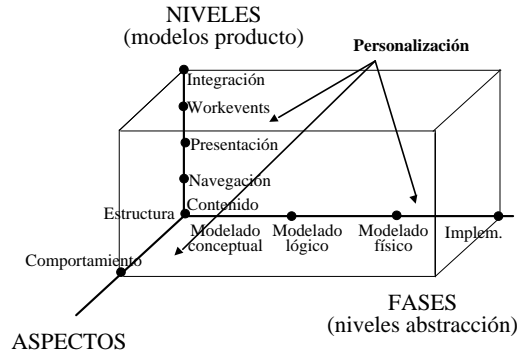 NIVELES
(modelos producto)
Personalización
Integración
Workevents
Presentación
Navegación
Estructura
Contenido
Modelado
conceptual
Modelado
lógico
Modelado
físico
Implem.
Comportamiento
FASES
(niveles abstracción)
ASPECTOS